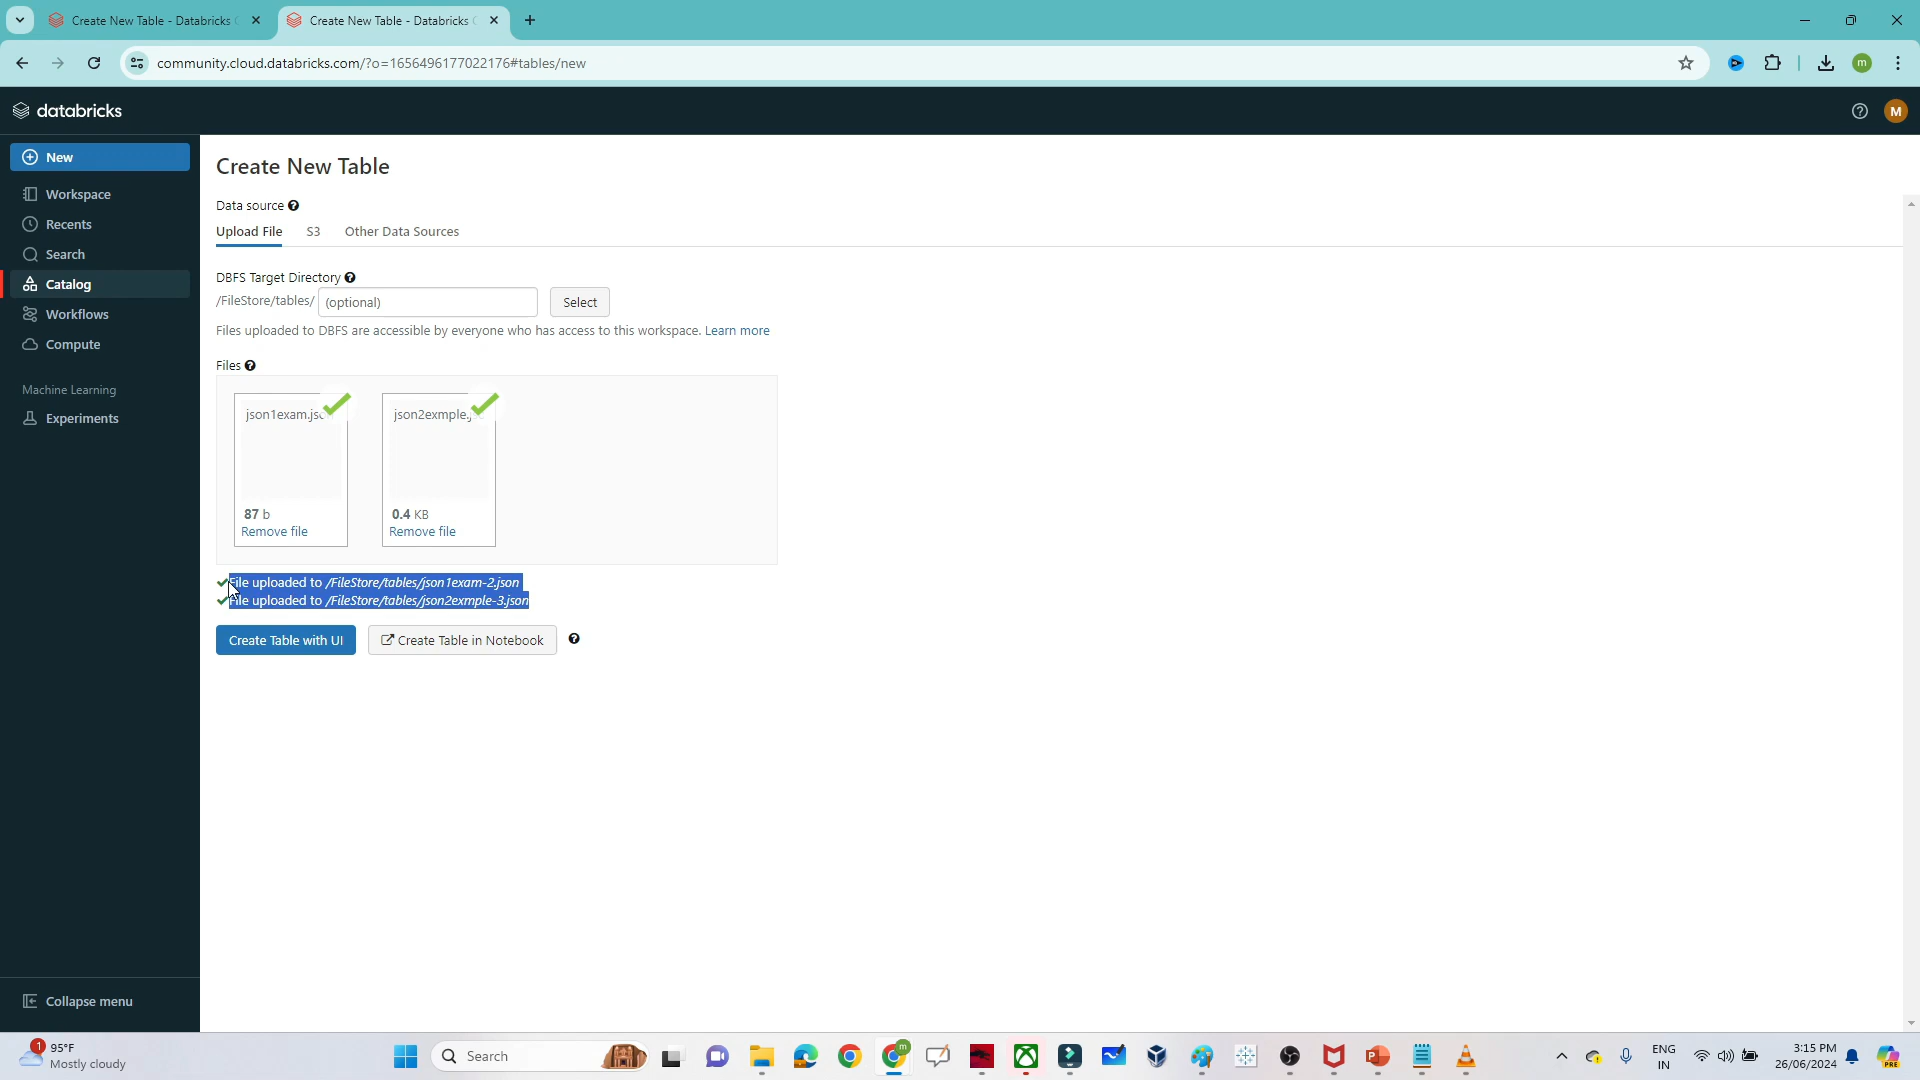 Create New Table - Databricks C
Create New Table - Databricks C
community.cloud.databricks.com/?o=1656496177022176#tables/new
m
databricks
M
New
Workspace
Recents
Search
Catalog
Workflows
Compute
Machine Learning
Experiments
Collapse menu
Create New Table
Data source
Upload File
S3
Other Data Sources
DBFS Target Directory
/FileStore/tables/
(optional)
Select
Files uploaded to DBFS are accessible by everyone who has access to this workspace. Learn more
Files
json1exam.jsc
json2exmple.j
87 b
0.4 KB
Remove file
Remove file
File uploaded to /FileStore/tables/json1exam-2.json
File uploaded to /FileStore/tables/json2exmple-3.json
Create Table with UI
Create Table in Notebook
1
95°F
Mostly cloudy
Search
m
ENG
IN
3:15 PM
26/06/2024
PRE